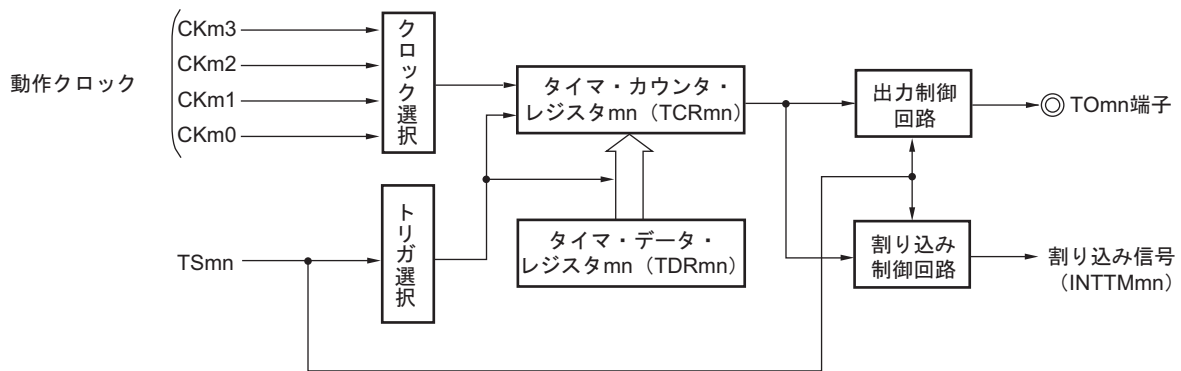 動作クロック
CKm3
CKm2
CKm1
CKm0
クロック選択
タイマ・カウンタ・
レジスタmn（TCRmn）
出力制御
回路
TOmn端子
TSmn
トリガ選択
タイマ・データ・
レジスタmn（TDRmn）
割り込み
制御回路
割り込み信号
（INTTMmn）